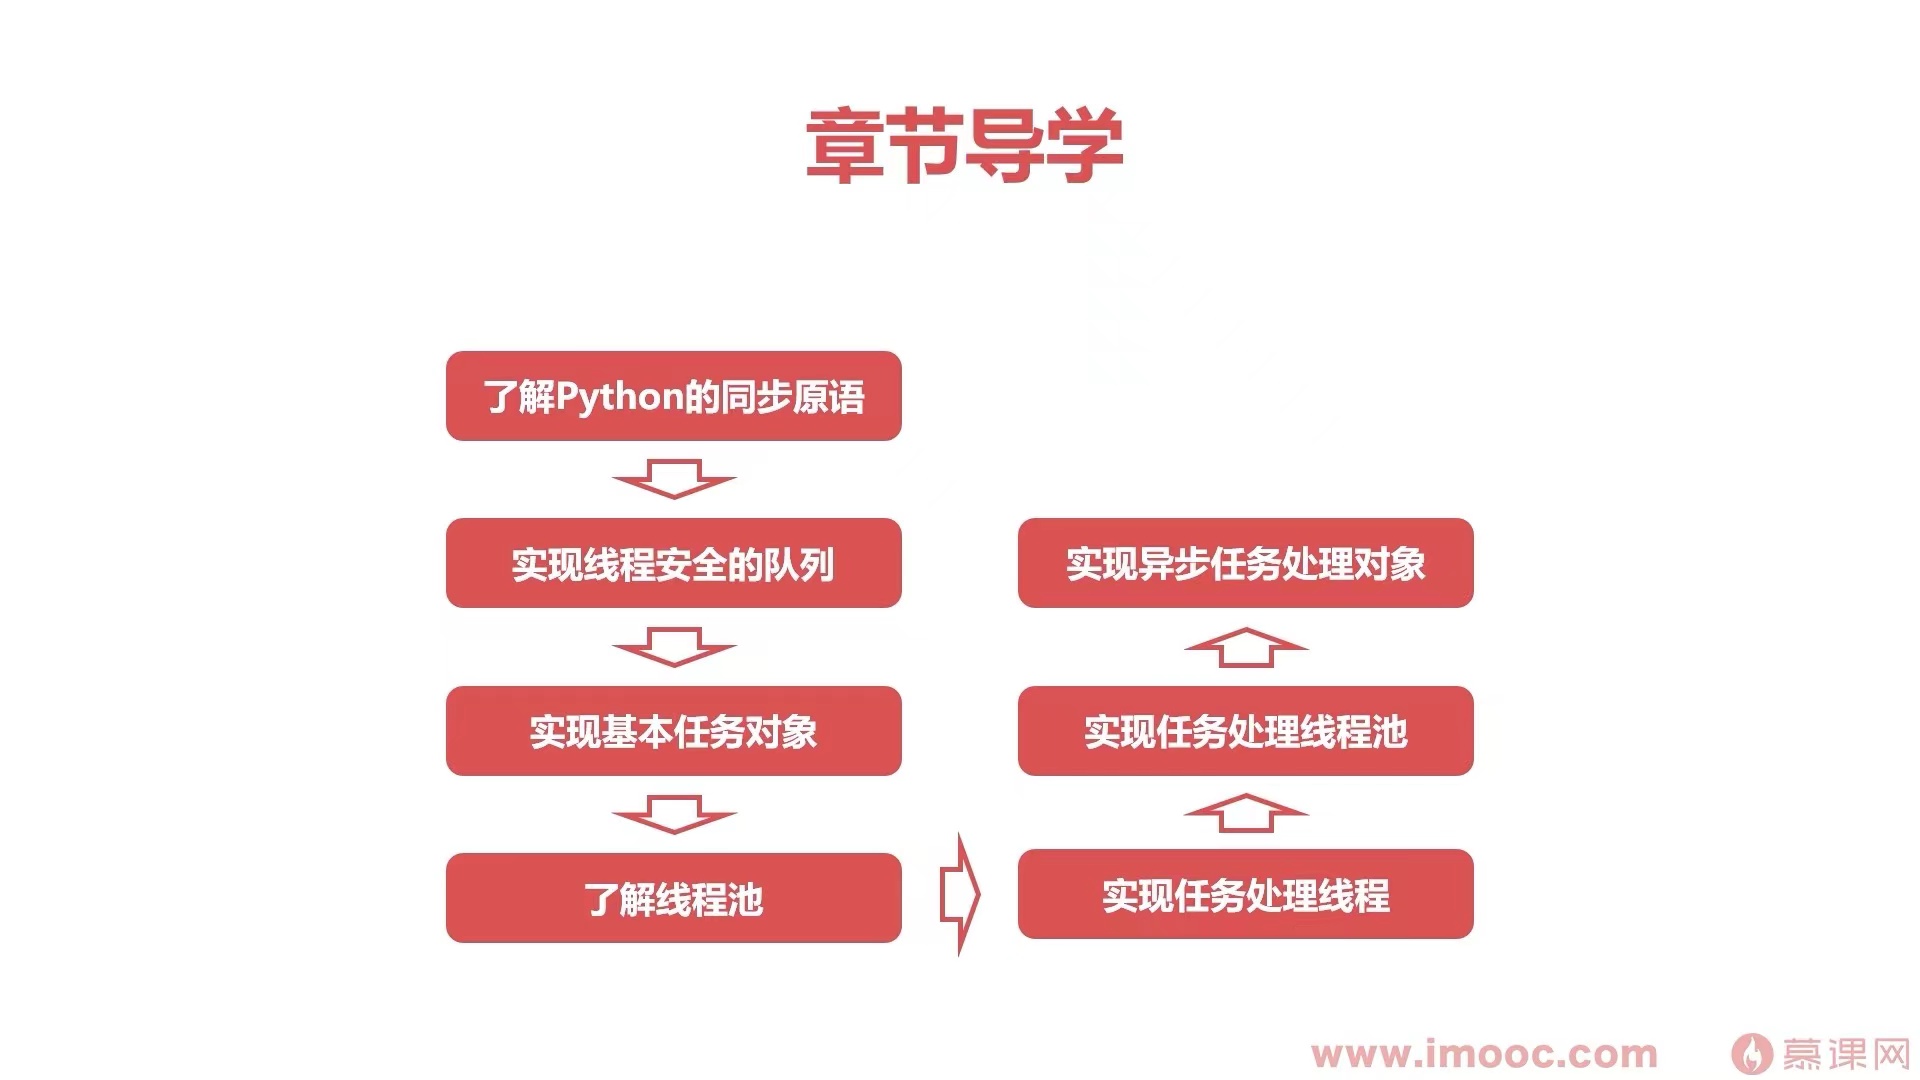 章节导学
了解Python的同步原语
实现线程安全的队列
实现基本任务对象
了解线程池
实现任务处理线程
实现任务处理线程池
实现异步任务处理对象
www.imooc.com
慕课网